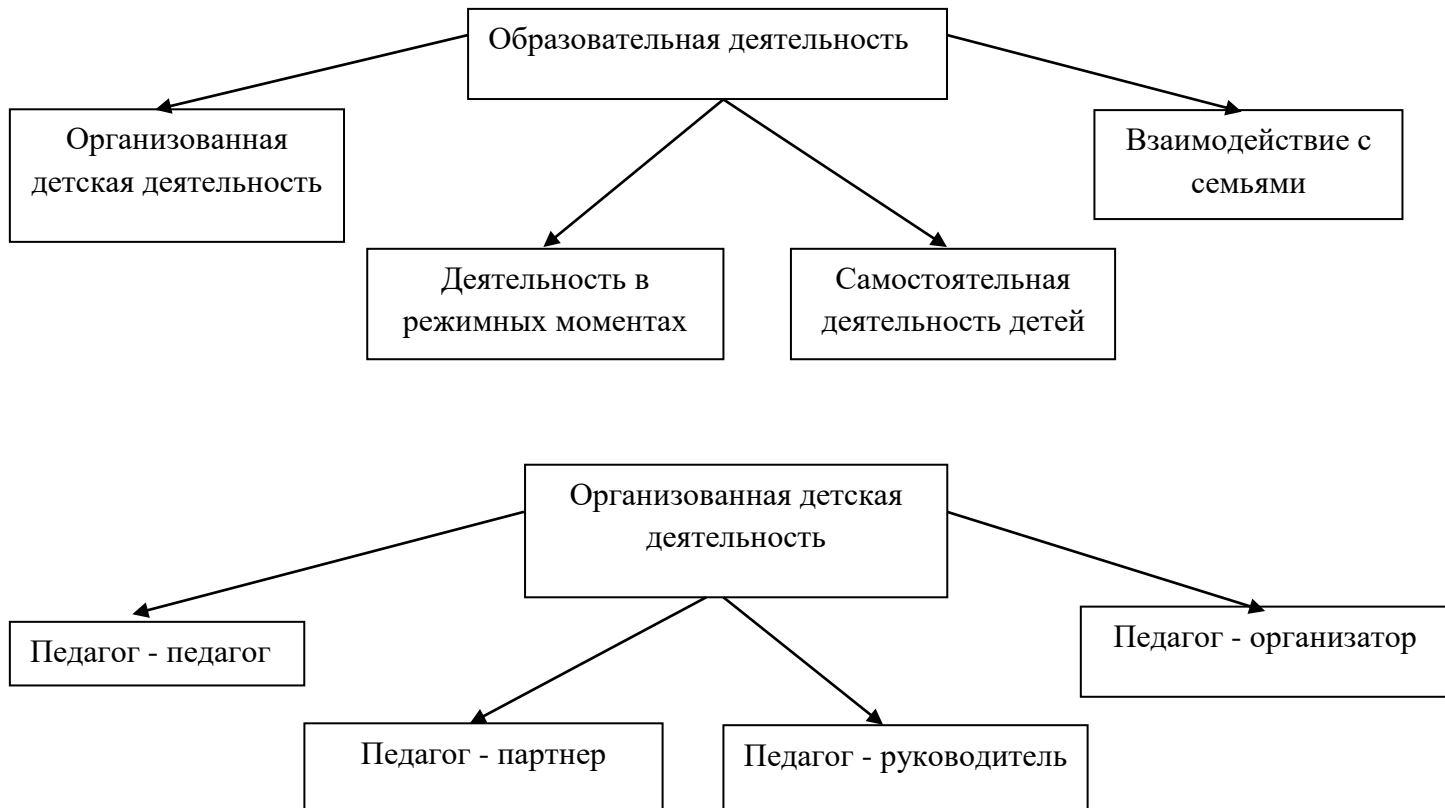 Образовательная деятельность
Организованная
детская деятельность
Взаимодействие с
семьями
Деятельность в
режимных моментах
Самостоятельная
деятельность детей
Организованная детская
деятельность
Педагог - педагог
Педагог - организатор
Педагог - партнер
Педагог - руководитель